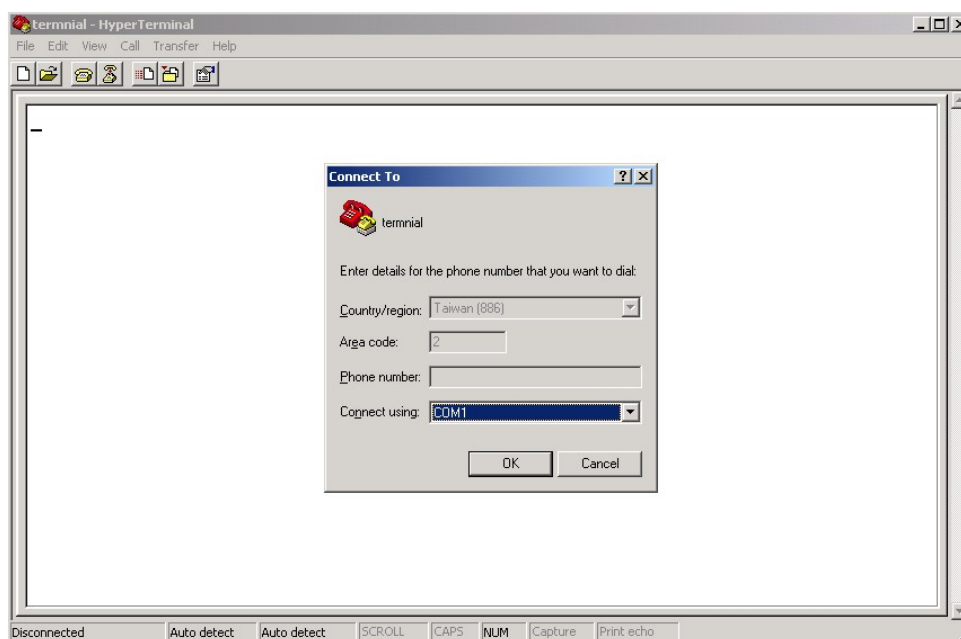 termnial - HyperTerminal
File Edit View Call Transfer Help
Connect To
termnial
Enter details for the phone number that you want to dial:
Country/region: Taiwan (886)
Area code: 2
Phone number:
Connect using: COM1
OK Cancel
Disconnected Auto detect Auto detect SCROLL CAPS NUM Capture Print echo